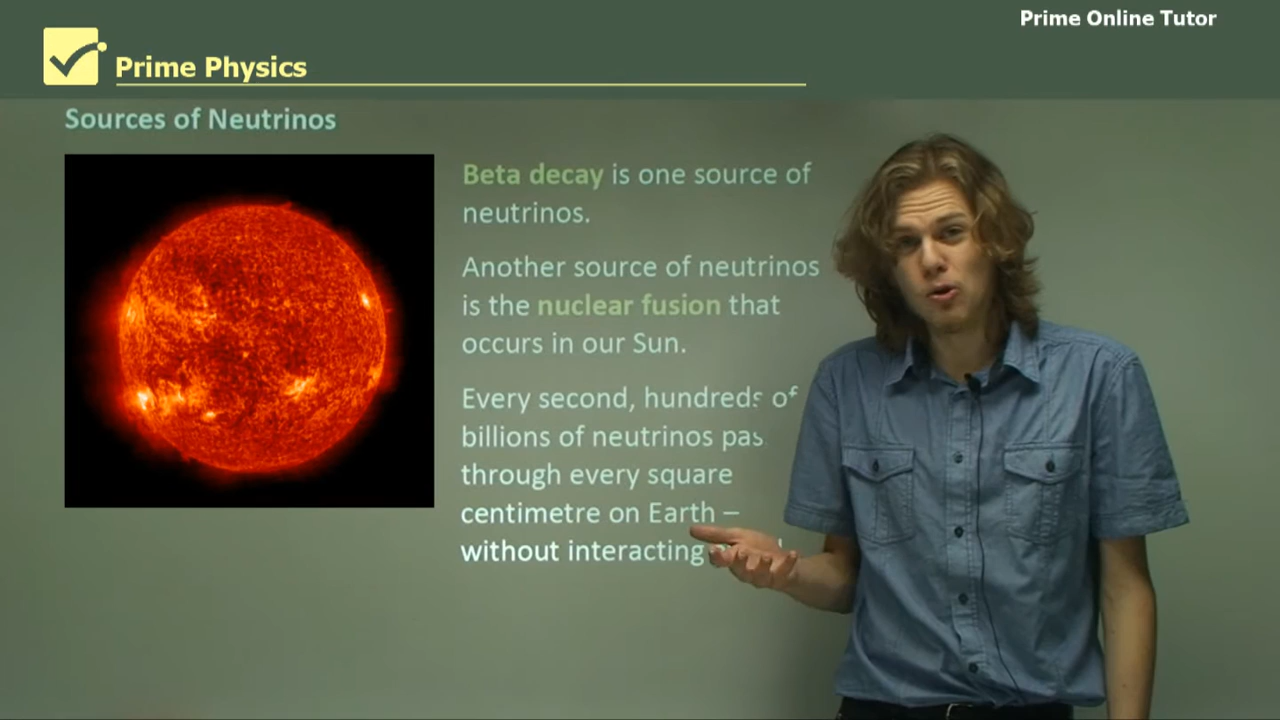 Prime Online Tutor
Prime Physics
Sources of Neutrinos
Beta decay is one source of
neutrinos.
Another source of neutrinos
is the nuclear fusion that
occurs in our Sun.
Every second, hundreds of
billions of neutrinos pas
through every square
centimetre on Earth –
without interacting